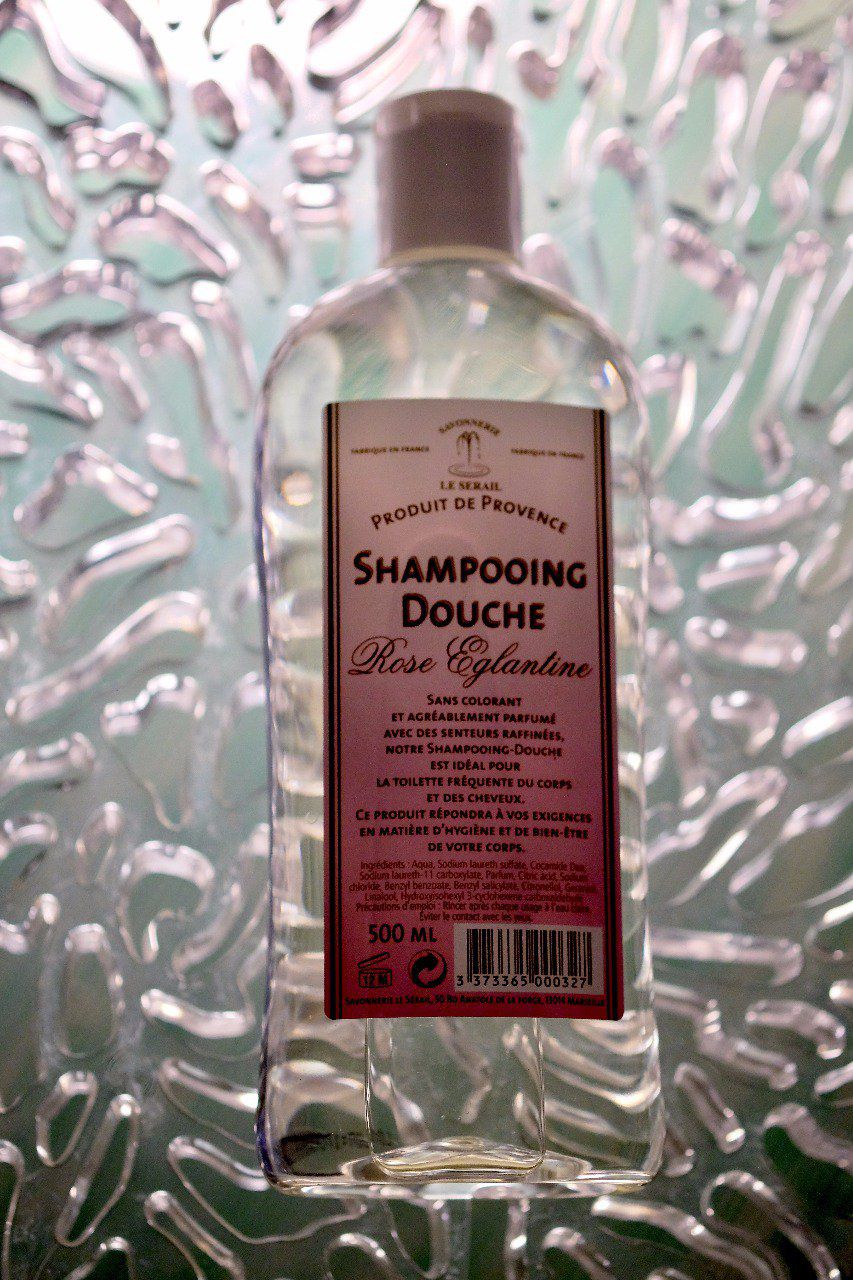 SAVONNERIE
FABRIQUE EN FRANCE
FABRIQUE EN FRANCE
LE SERAIL
PRODUIT DE PROVENCE
SHAMPOOING
DOUCHE
Rose Eglantine
SANS COLORANT
ET AGRÉABLEMENT PARFUMÉ
AVEC DES SENTEURS RAFFINÉES,
NOTRE SHAMPOOING-DOUCHE
EST IDÉAL POUR
LA TOILETTE FRÉQUENTE DU CORPS
ET DES CHEVEUX.
CE PRODUIT RÉPONDRA À VOS EXIGENCES
EN MATIÈRE D'HYGIÈNE ET DE BIEN-ÊTRE
DE VOTRE CORPS.
Ingrédients : Aqua, Sodium laureth sulfate, Cocamide Dea,
Sodium laureth-11 carboxylate, Parfum, Citric acid, Sodium
chloride, Benzyl benzoate, Benzyl salicylate, Citronellol, Geraniol,
Linalool, Hydroxyisohexyl 3-cyclohexene carboxaldehyde
Précautions d'emploi : Rincer après chaque usage à l'eau claire.
Éviter le contact avec les yeux.
500 ML
12 M
3 373365 000327
SAVONNERIE LE SERAIL, 50 BD ANATOLE DE LA FORGE, 13014 MARSEILLE